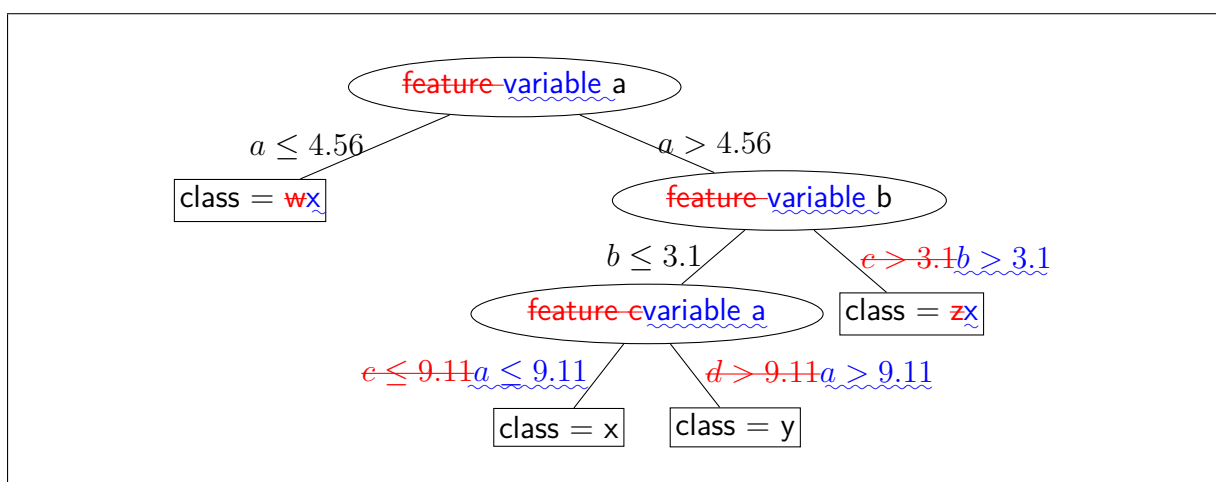 feature variable a
a ≤ 4.56
a > 4.56
class = wx
feature variable b
b ≤ 3.1
c > 3.1b > 3.1
feature cvariable a
class = zx
c ≤ 9.11a ≤ 9.11
d > 9.11a > 9.11
class = x
class = y